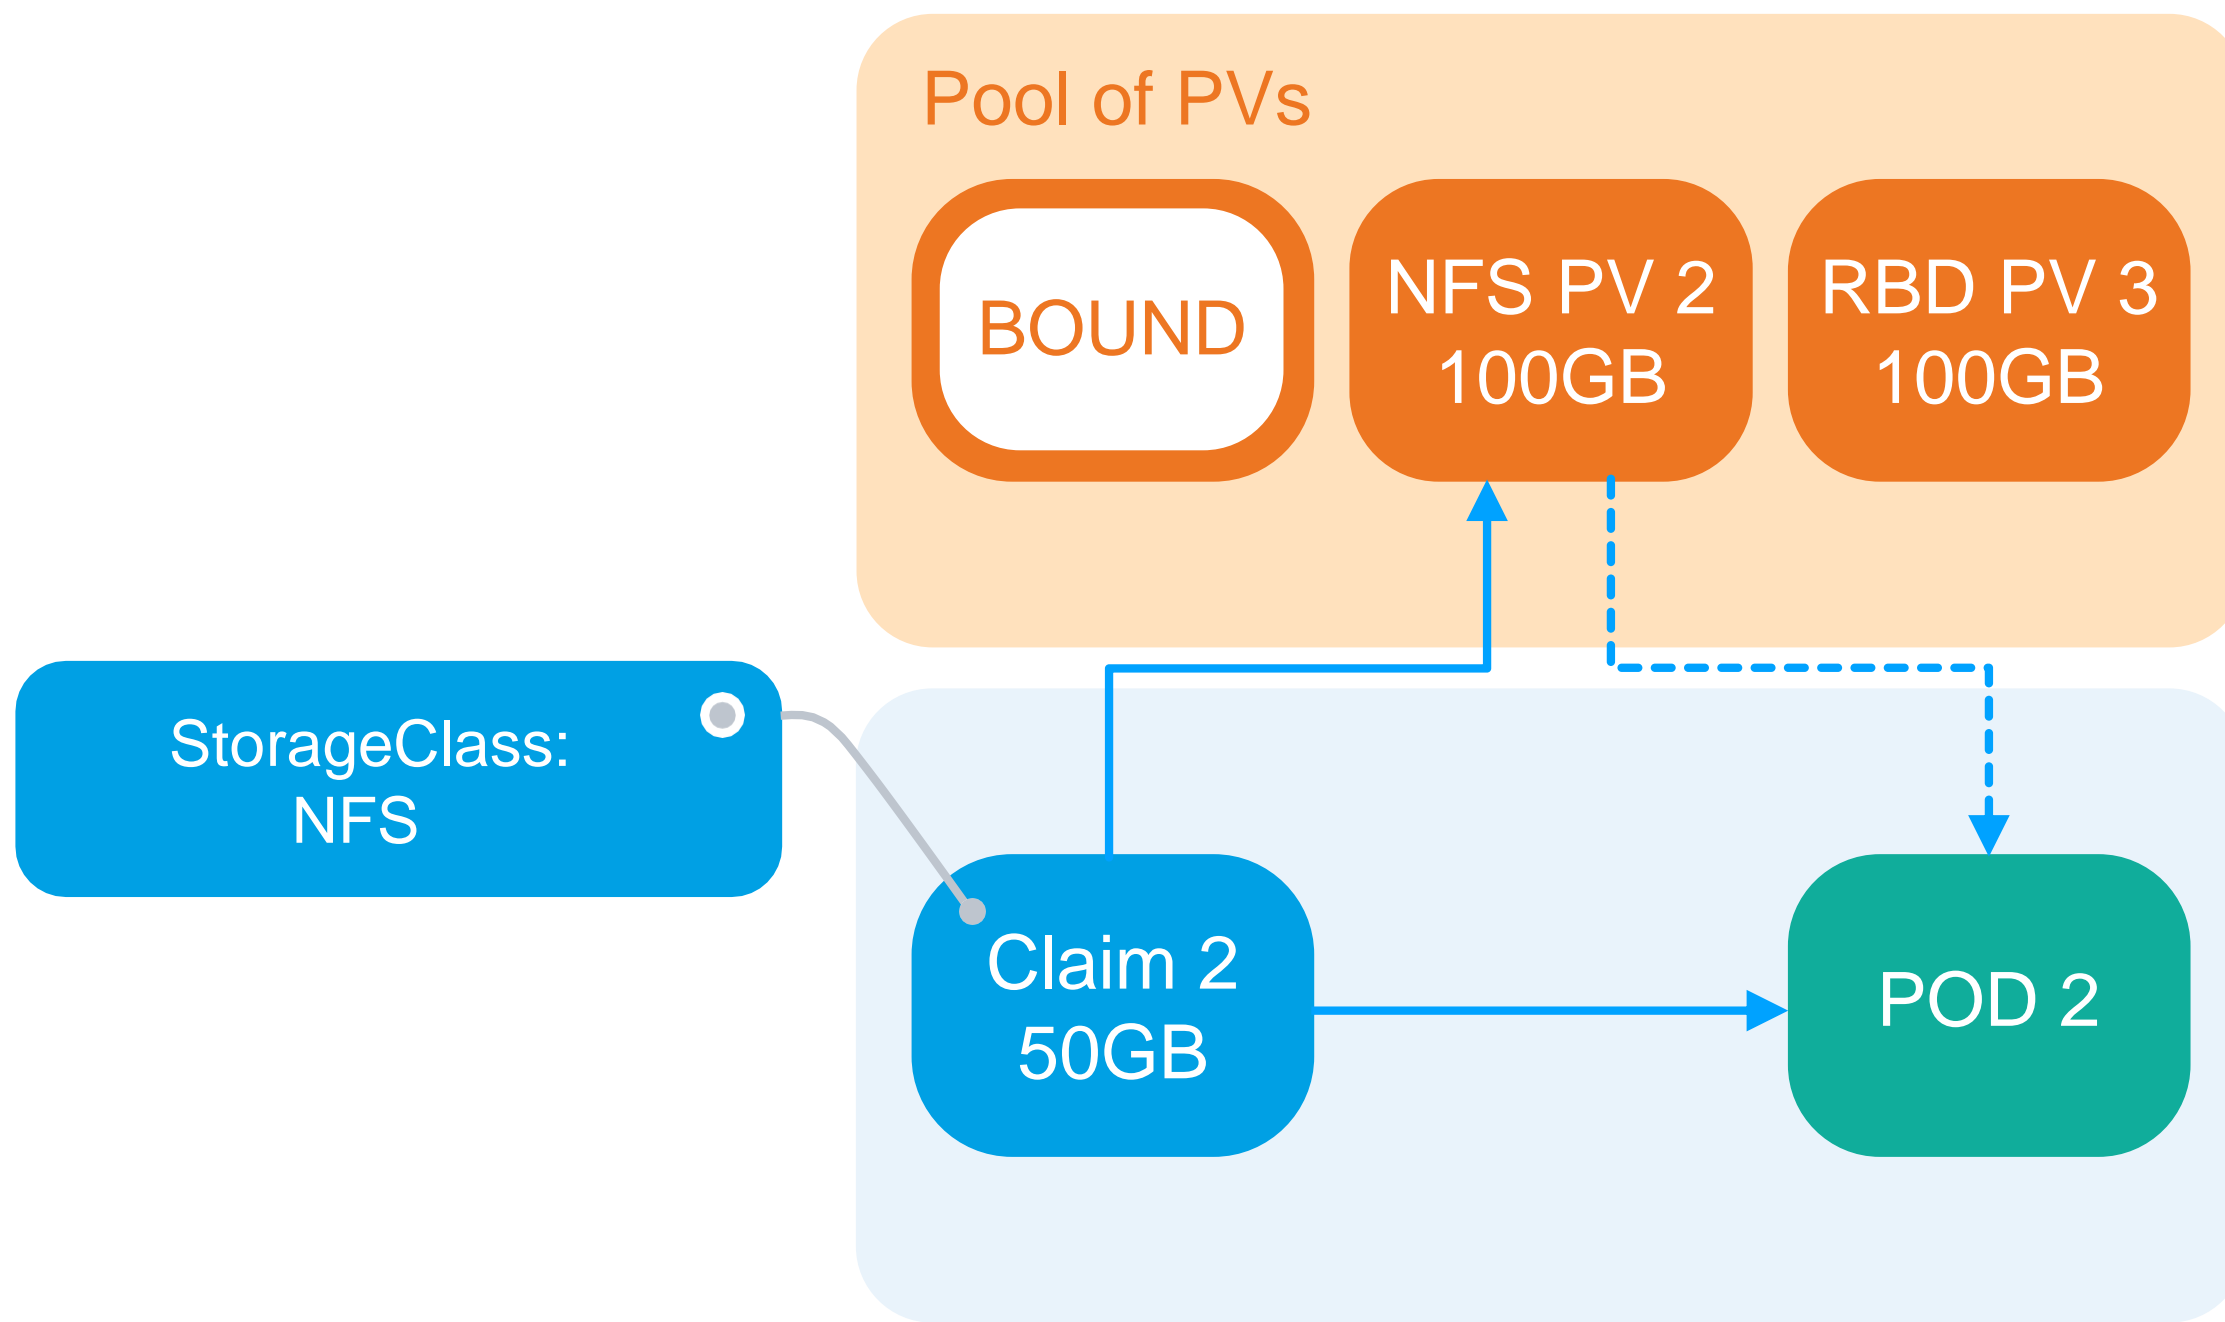 Pool of PVs
BOUND
NFS PV 2
100GB
RBD PV 3
100GB
StorageClass:
NFS
Claim 2
50GB
POD 2